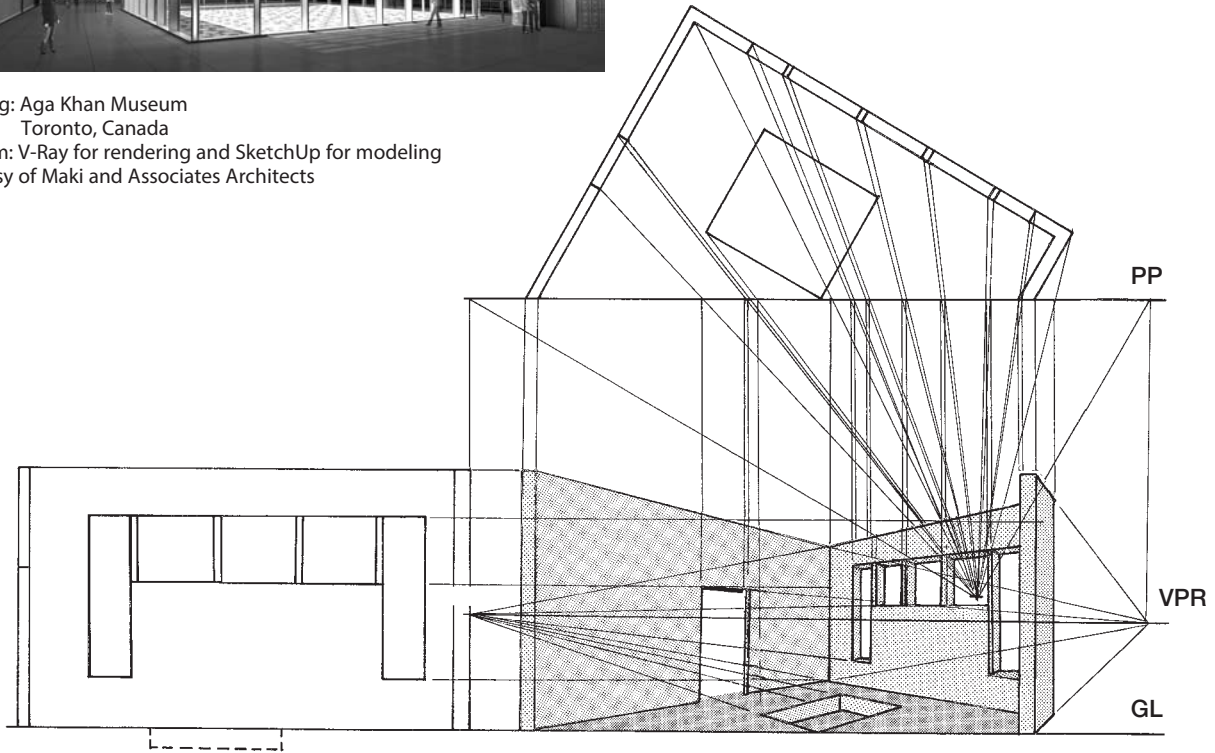 g: Aga Khan Museum
Toronto, Canada
m: V-Ray for rendering and SketchUp for modeling
sy of Maki and Associates Architects
PP
VPR
GL